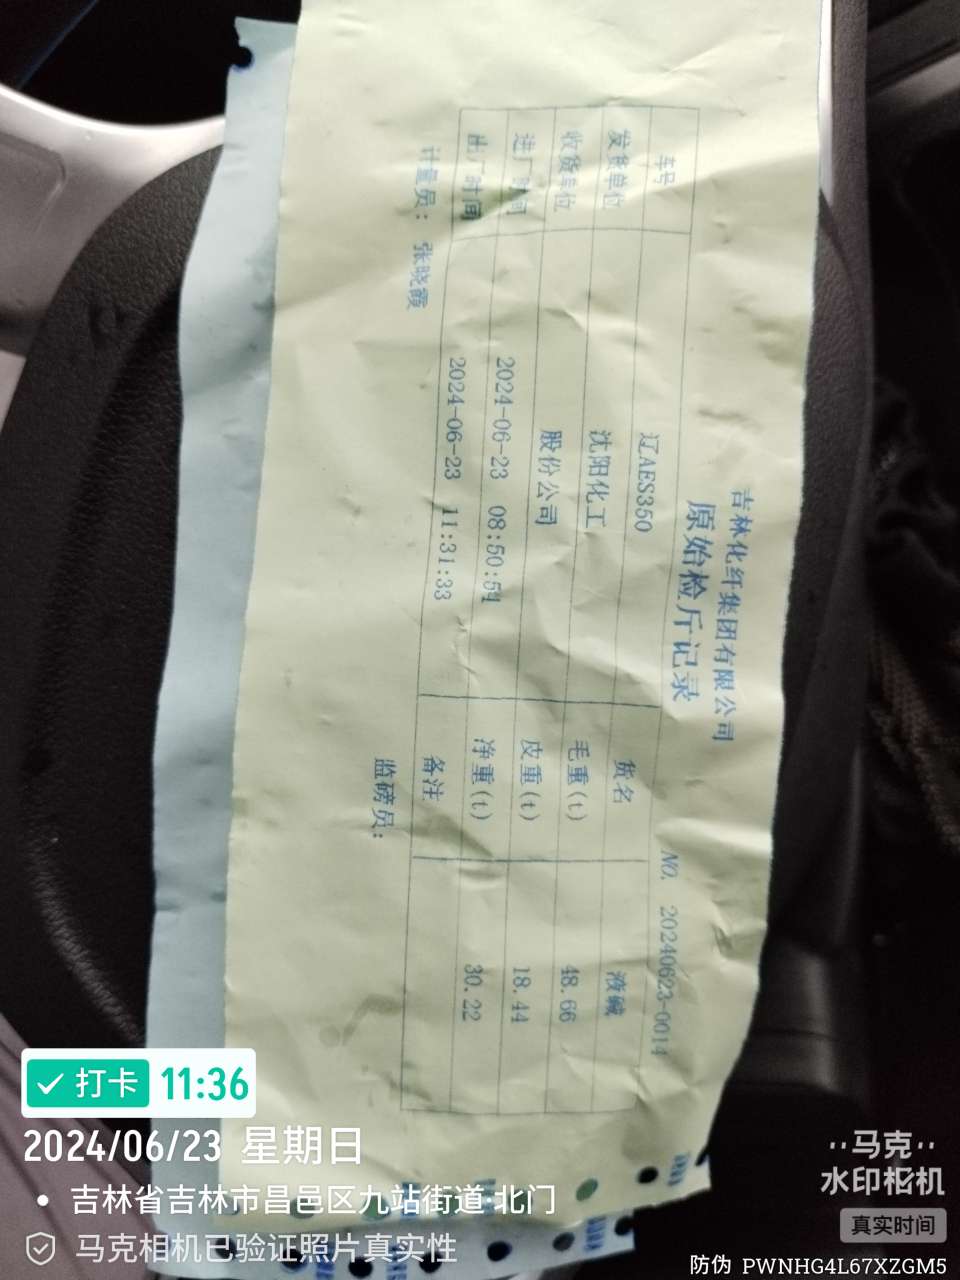 吉林化纤集团有限公司
原始检斤记录
NO. 20240623-0014
车号 辽AES350 货名 液碱
发货单位 沈阳化工 毛重(t) 48.66
收货单位 股份公司 皮重(t) 18.44
进厂时间 2024-06-23 08:50:51 净重(t) 30.22
出厂时间 2024-06-23 11:31:33 备注
计量员: 张晓霞 监磅员:
打卡 11:36
2024/06/23 星期日
吉林省吉林市昌邑区九站街道·北门
马克相机已验证照片真实性
马克
水印相机
真实时间
防伪 PWNHG4L67XZGM5